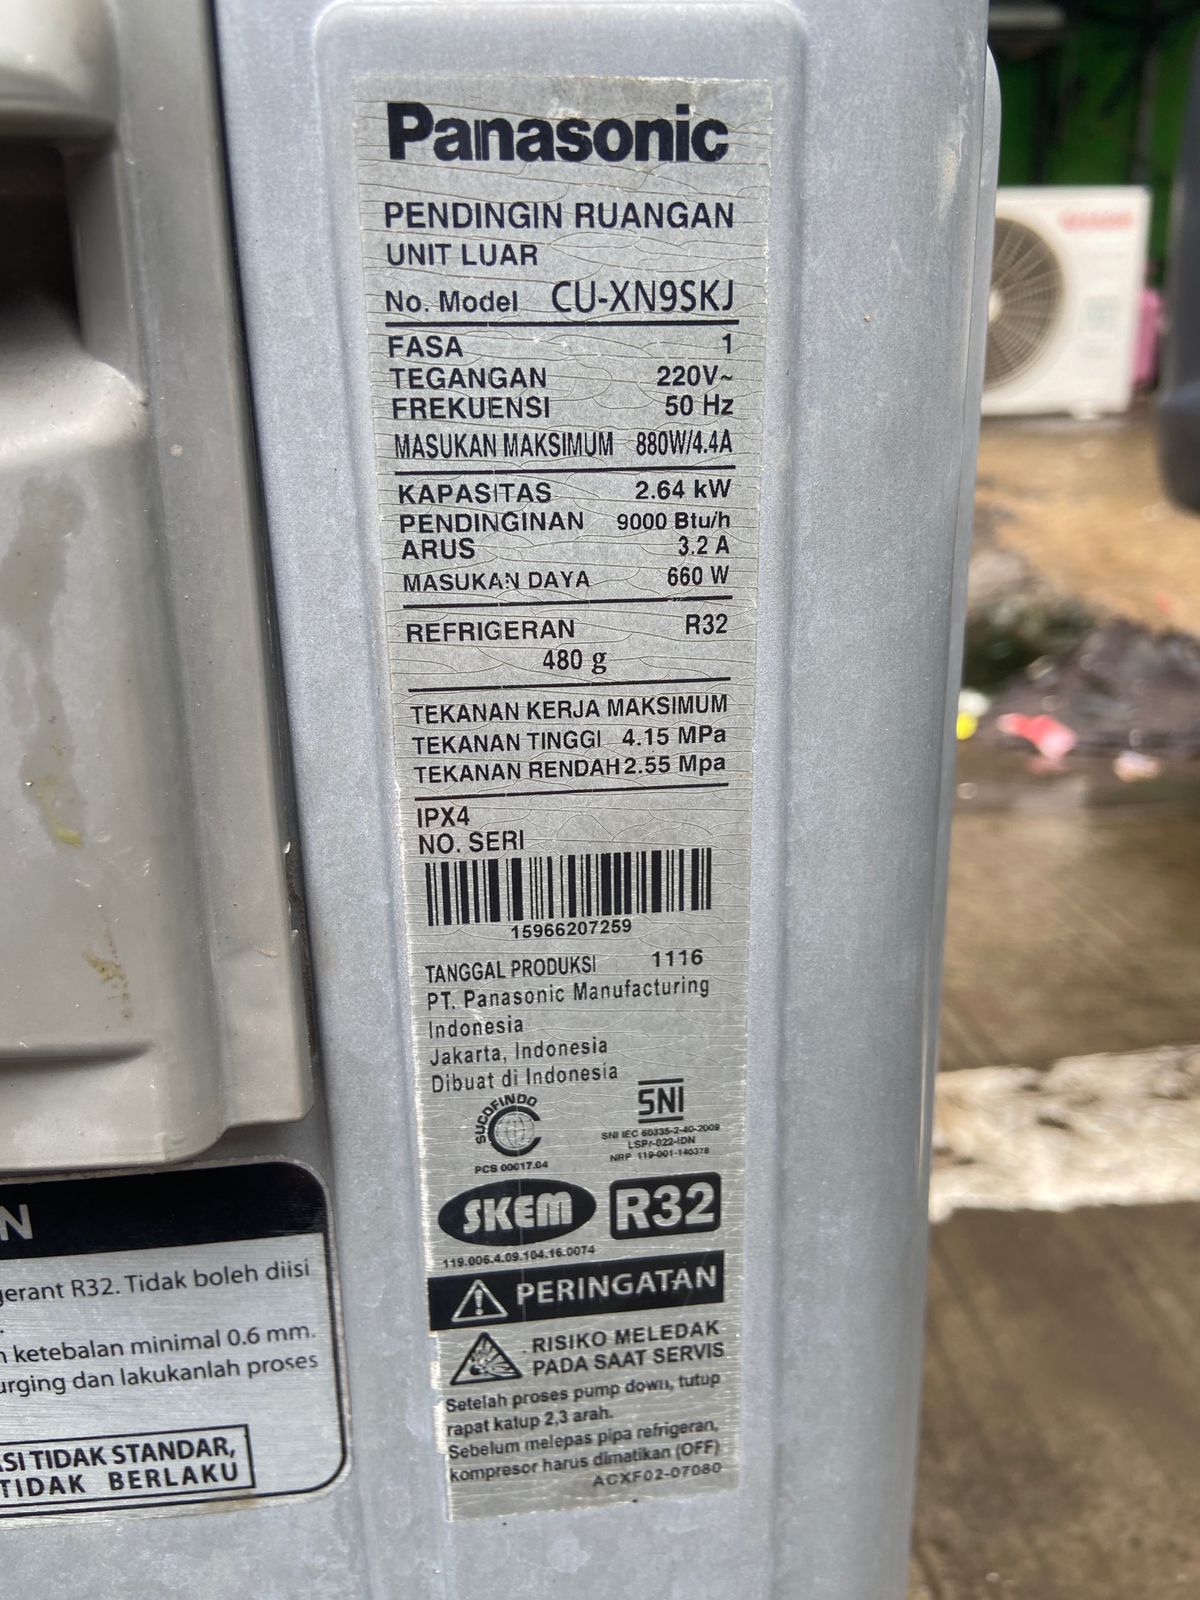 Panasonic
PENDINGIN RUANGAN
UNIT LUAR
No. Model CU-XN9SKJ
FASA 1
TEGANGAN 220V~
FREKUENSI 50 Hz
MASUKAN MAKSIMUM 880W/4.4A
KAPASITAS 2.64 kW
PENDINGINAN 9000 Btu/h
ARUS 3.2 A
MASUKAN DAYA 660 W
REFRIGERAN R32
480 g
TEKANAN KERJA MAKSIMUM
TEKANAN TINGGI 4.15 MPa
TEKANAN RENDAH 2.55 Mpa
IPX4
NO. SERI
15966207259
TANGGAL PRODUKSI 1116
PT. Panasonic Manufacturing
Indonesia
Jakarta, Indonesia
Dibuat di Indonesia
SUCOFINDO
PCS 00017.04
SNI
SNI IEC 60335-2-40-2009
LSPr-022-IDN
NRP 119-001-140378
SKEM
R32
119.006.4.09.104.16.0074
PERINGATAN
RISIKO MELEDAK
PADA SAAT SERVIS
Setelah proses pump down, tutup
rapat katup 2,3 arah.
Sebelum melepas pipa refrigeran,
kompresor harus dimatikan (OFF)
ACXF02-07080
N
gerant R32. Tidak boleh diisi
n ketebalan minimal 0.6 mm.
urging dan lakukanlah proses
SI TIDAK STANDAR,
TIDAK BERLAKU